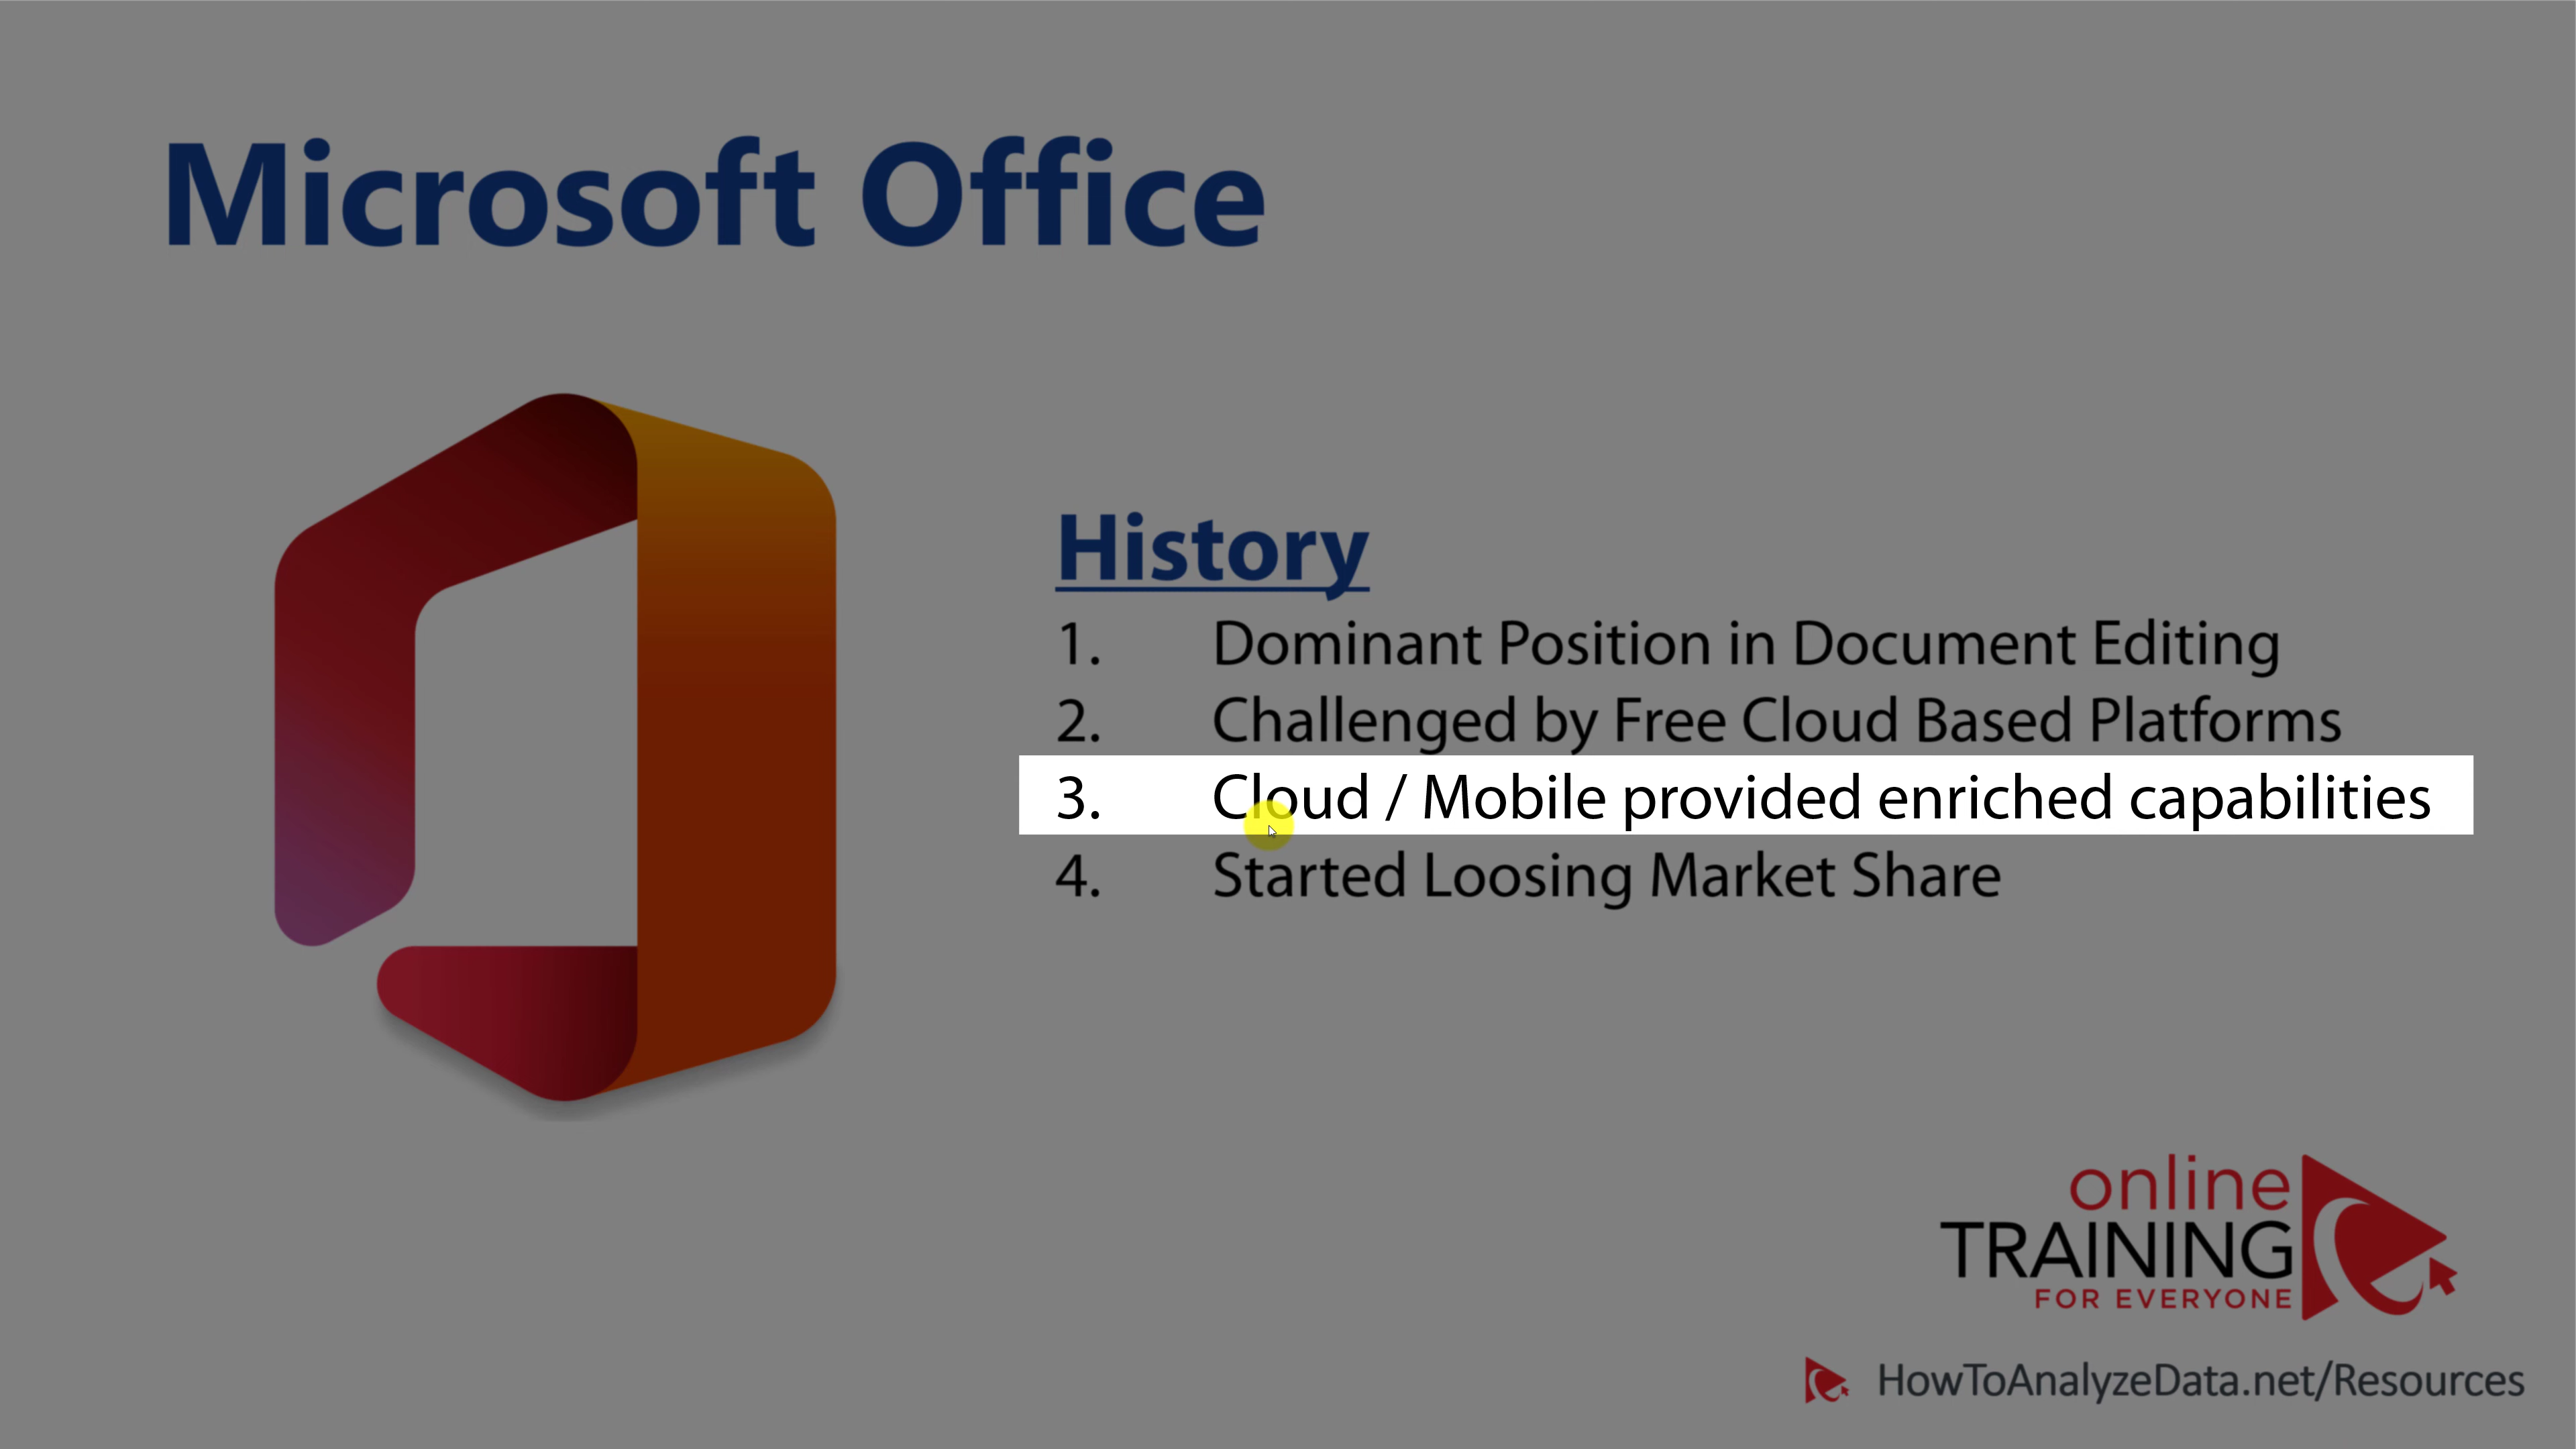 Microsoft Office
History
1. Dominant Position in Document Editing
2. Challenged by Free Cloud Based Platforms
3. Cloud / Mobile provided enriched capabilities
4. Started Loosing Market Share
online
TRAINING
FOR EVERYONE
HowToAnalyzeData.net/Resources